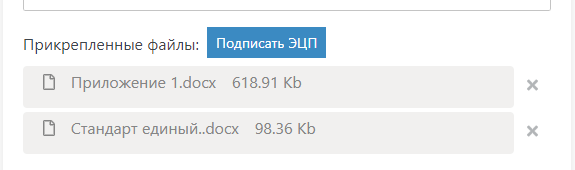 Прикрепленные файлы: Подписать ЭЦП
Приложение 1.docx 618.91 Kb
Стандарт единый..docx 98.36 Kb